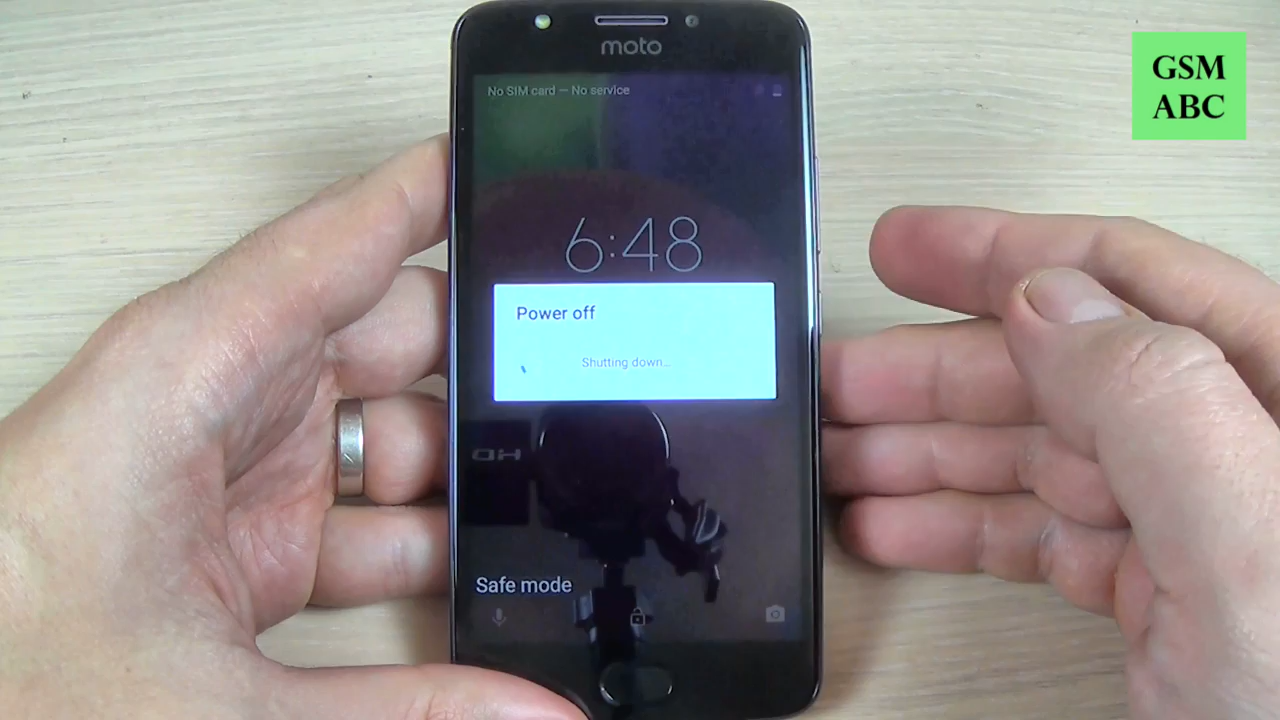 moto
GSM
ABC
No SIM card — No service
6:48
Power off
Shutting down...
Safe mode